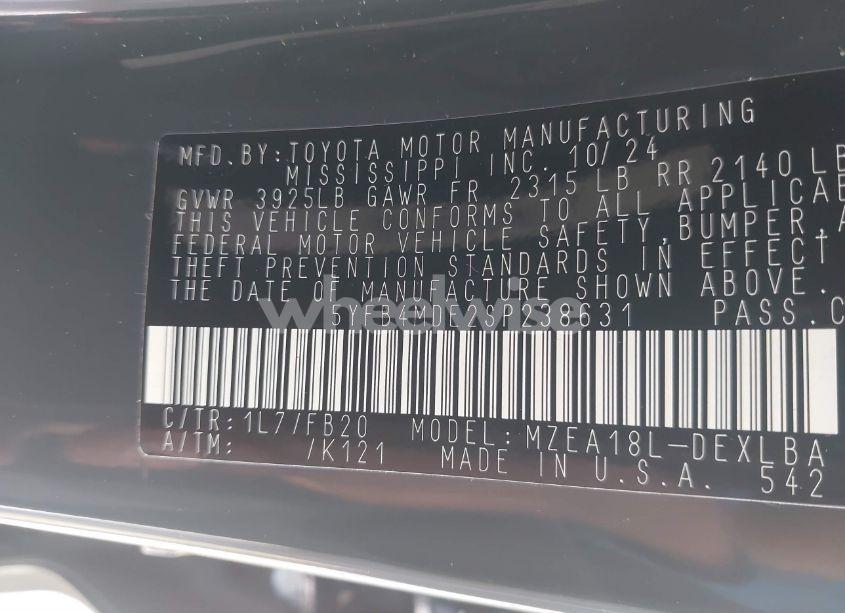 MFD.BY:TOYOTA MOTOR MANUFACTURING
MISSISSIPPI INC. 10/24
GVWR 3925LB GAWR FR 2315 LB RR 2140 LB
THIS VEHICLE CONFORMS TO ALL APPLICAB
FEDERAL MOTOR VEHICLE SAFETY,BUMPER,A
THEFT PREVENTION STANDARDS IN EFFECT
THE DATE OF MANUFACTURE SHOWN ABOVE.
PASS.C
wheelwise
C/TR:1L7/FB20 MODEL:MZEA18L-DEXLBA
A/TM: /K121 MADE IN U.S.A. 542